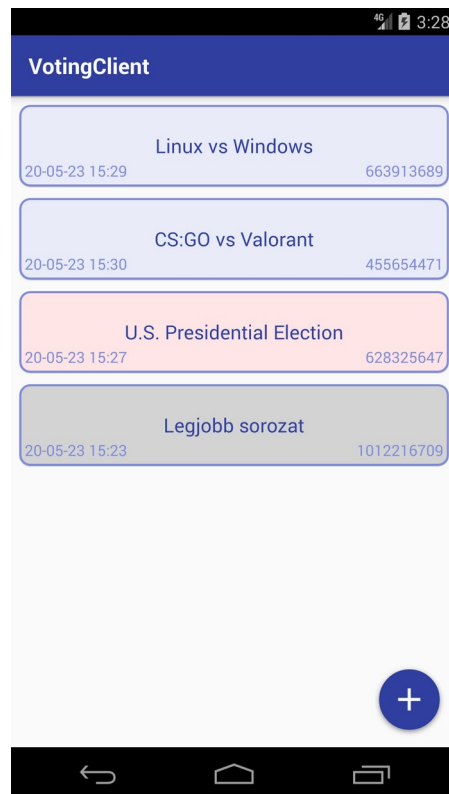 4G 3:28
VotingClient
Linux vs Windows
20-05-23 15:29 663913689
CS:GO vs Valorant
20-05-23 15:30 455654471
U.S. Presidential Election
20-05-23 15:27 628325647
Legjobb sorozat
20-05-23 15:23 1012216709
+